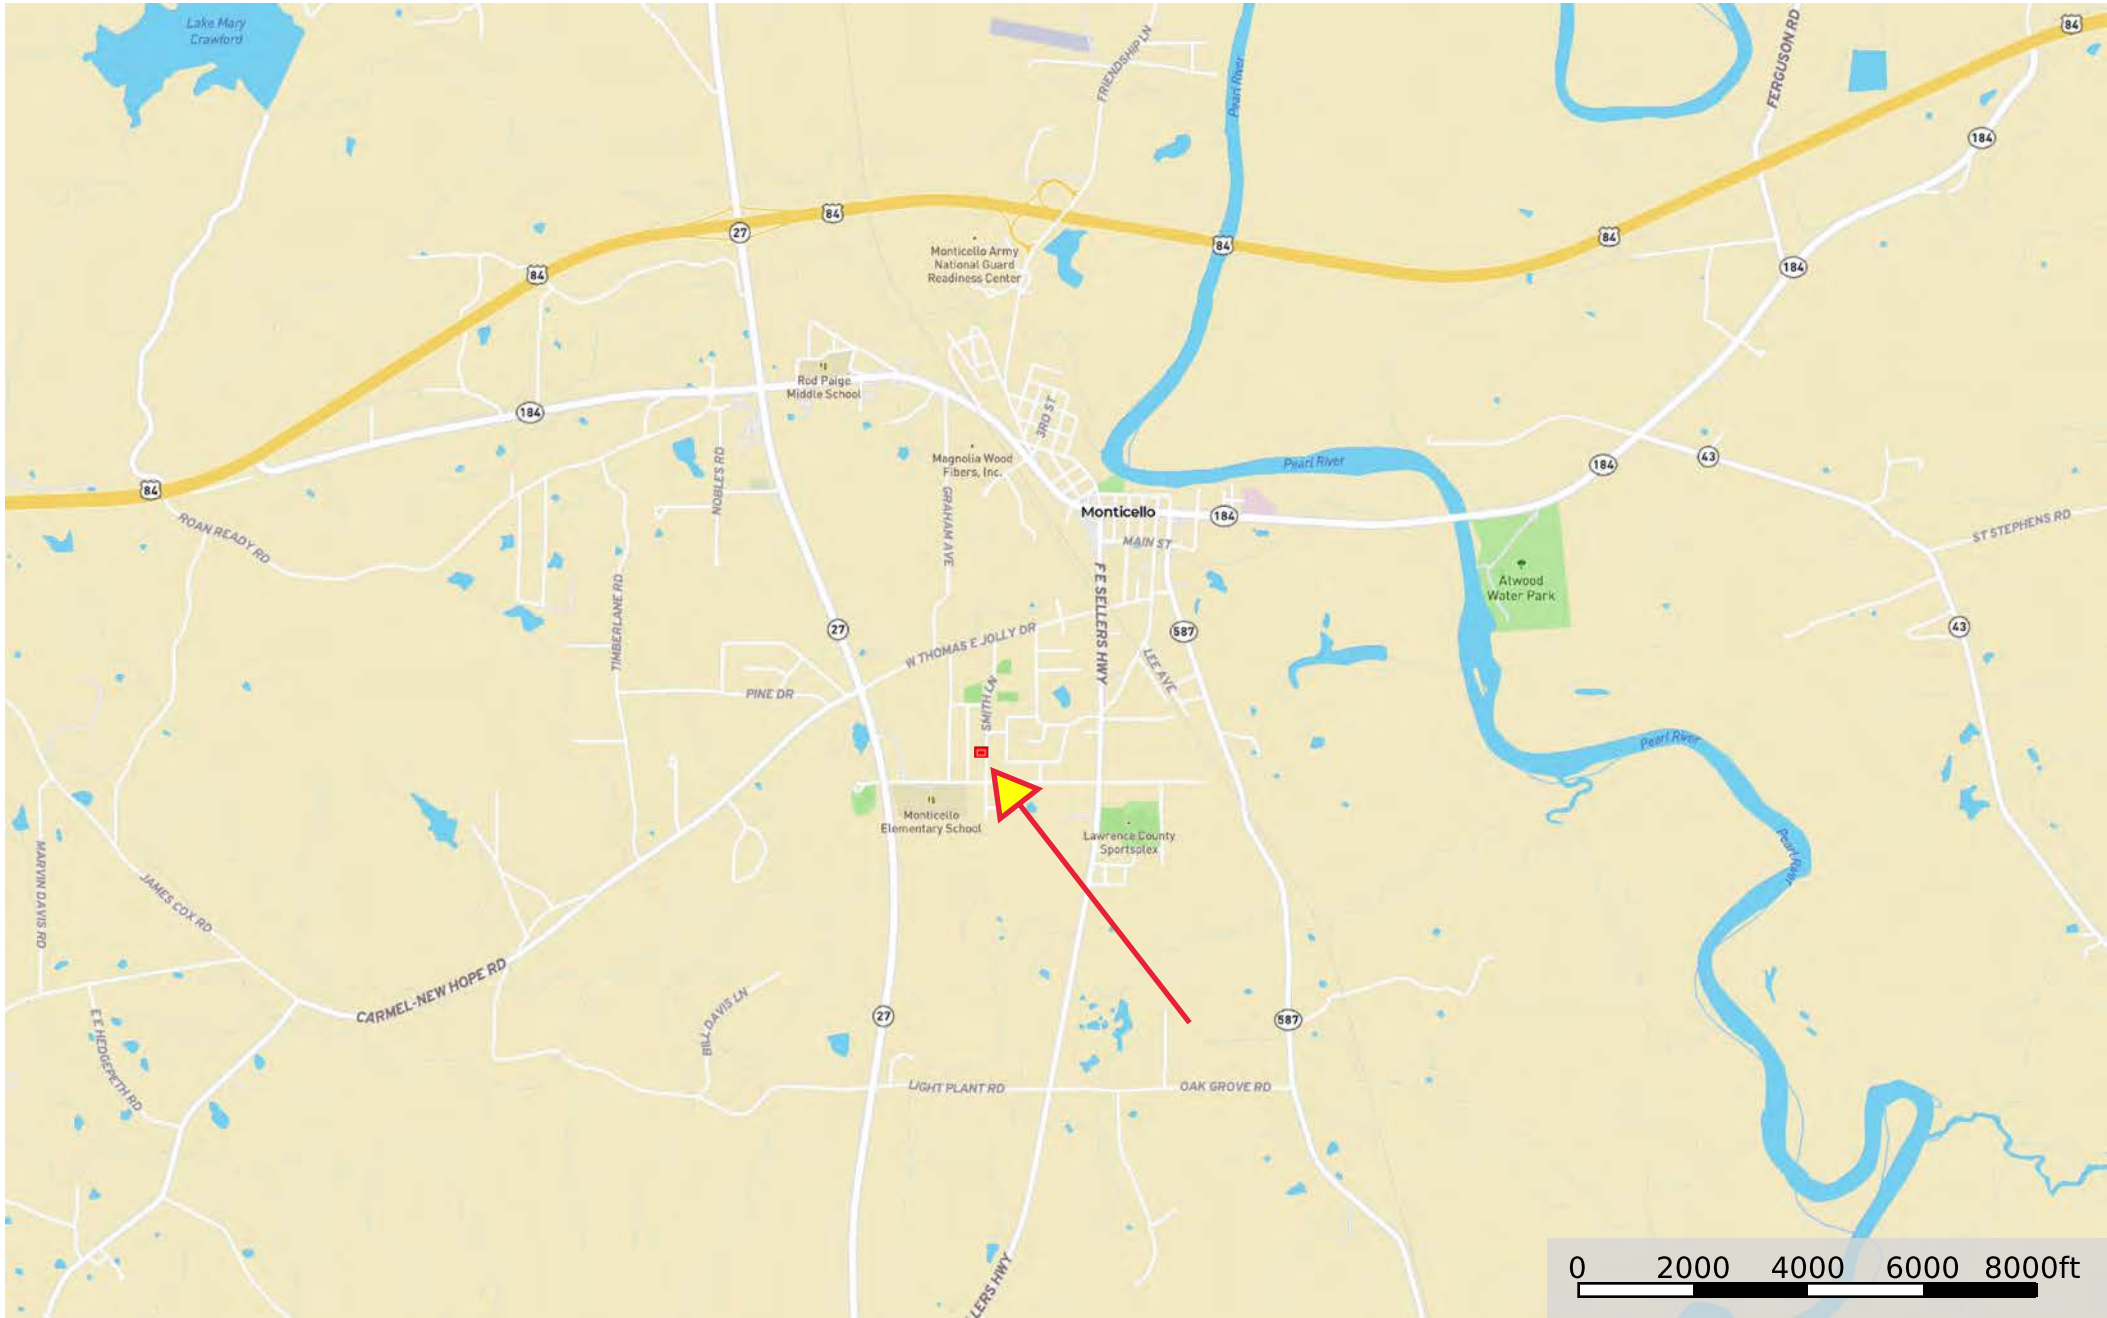 Lake Mary
Crawford
FRIENDSHIP LN
Pearl River
FERGUSON RD
84
184
84
27
84
84
84
184
Monticello Army
National Guard
Readiness Center
84
Rod Paige
Middle School
184
3RD ST
NOBLES RD
Magnolia Wood
Fibers, Inc.
Pearl River
184
43
84
GRAHAM AVE
Monticello
184
ROAN READY RD
MAIN ST
ST STEPHENS RD
Atwood
Water Park
TIMBERLANE RD
F E SELLERS HWY
27
587
43
W THOMAS E JOLLY DR
LEE AVE
PINE DR
SMITH LN
Pearl River
Monticello
Elementary School
Lawrence County
Sportsplex
Pearl River
MARVIN DAVIS RD
JAMES COX RD
CARMEL-NEW HOPE RD
BILL DAVIS LN
27
587
E E HEDGEPETH RD
LIGHT PLANT RD
OAK GROVE RD
LLERS HWY
0 2000 4000 6000 8000ft